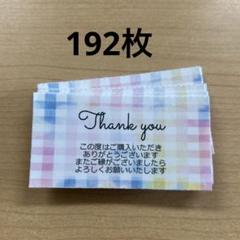 192枚
Thank you
この度はご購入いただき
ありがとうございます
またご縁がございましたら
よろしくお願いいたします